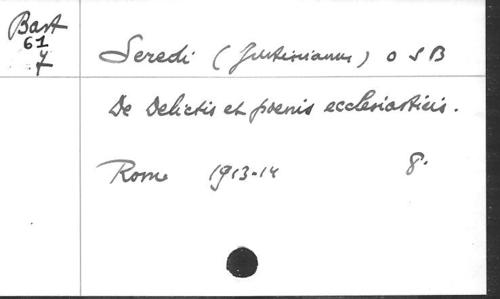 Bast
61
7
Seredi (Justinianus) O S B
De Delictis et poenis ecclesiasticis.
Rome 1913-14 8.